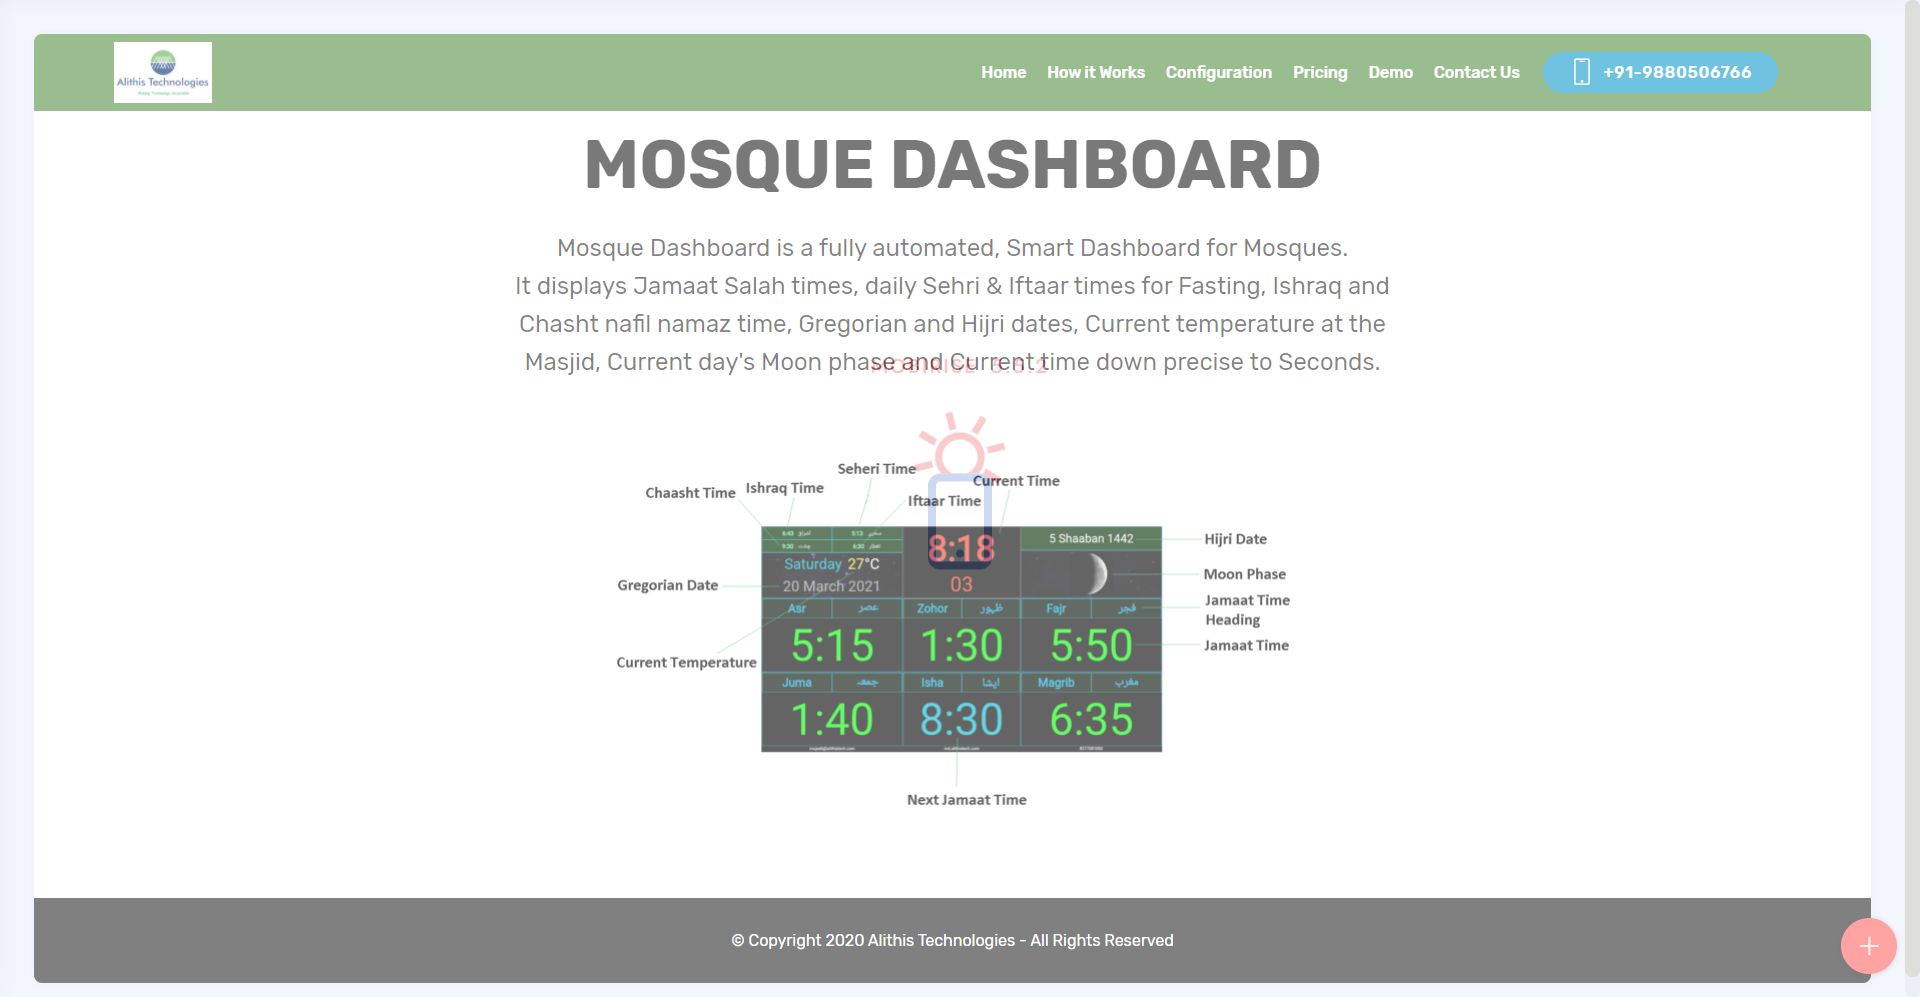 Alithis Technologies
Home
How it Works
Configuration
Pricing
Demo
Contact Us
+91-9880506766
MOSQUE DASHBOARD
Mosque Dashboard is a fully automated, Smart Dashboard for Mosques.
It displays Jamaat Salah times, daily Sehri & Iftaar times for Fasting, Ishraq and
Chasht nafil namaz time, Gregorian and Hijri dates, Current temperature at the
Masjid, Current day's Moon phase and Current time down precise to Seconds.
Seheri Time
Current Time
Ishraq Time
Chaasht Time
Iftaar Time
5:13
9:30
6:30
8:18
03
5 Shaaban 1442
Saturday 27°C
20 March 2021
Hijri Date
Moon Phase
Gregorian Date
Jamaat Time
Heading
Jamaat Time
Current Temperature
Asr عصر
Zohor ظہور
Fajr فجر
5:15
1:30
5:50
Juma جمعہ
Isha ایشا
Magrib مغرب
1:40
8:30
6:35
Next Jamaat Time
© Copyright 2020 Alithis Technologies - All Rights Reserved